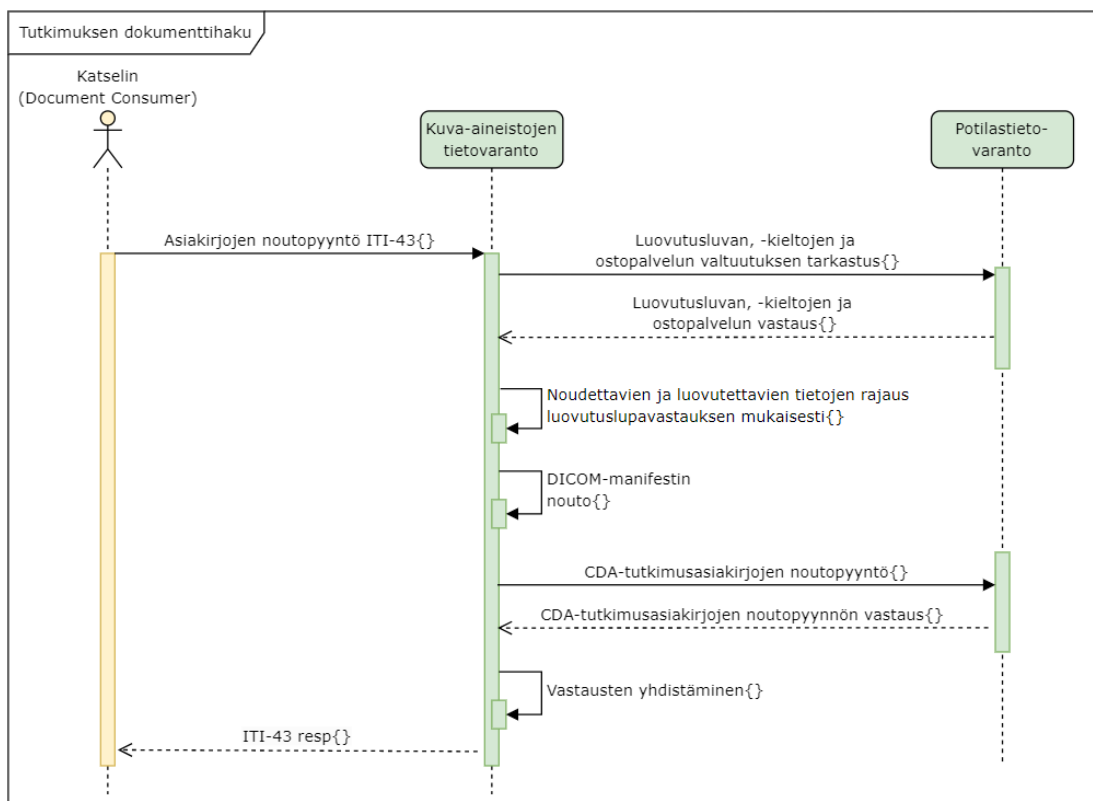 Tutkimuksen dokumenttihaku
Katselin
(Document Consumer)
Kuva-aineistojen
tietovaranto
Potilastieto-
varanto
Asiakirjojen noutopyyntö ITI-43{}
Luovutusluvan, -kieltojen ja
ostopalvelun valtuutuksen tarkastus{}
Luovutusluvan, -kieltojen ja
ostopalvelun vastaus{}
Noudettavien ja luovutettavien tietojen rajaus
luovutuslupavastauksen mukaisesti{}
DICOM-manifestin
nouto{}
CDA-tutkimusasiakirjojen noutopyyntö{}
CDA-tutkimusasiakirjojen noutopyynnön vastaus{}
Vastausten yhdistäminen{}
ITI-43 resp{}